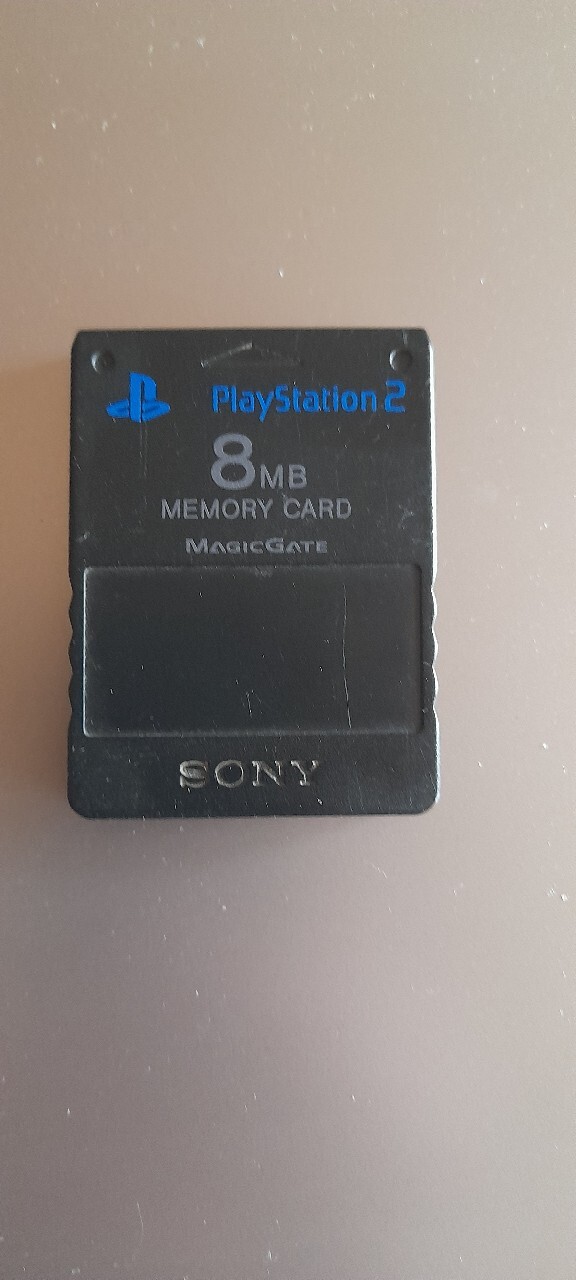 PlayStation 2
8MB
MEMORY CARD
MAGICGATE
SONY